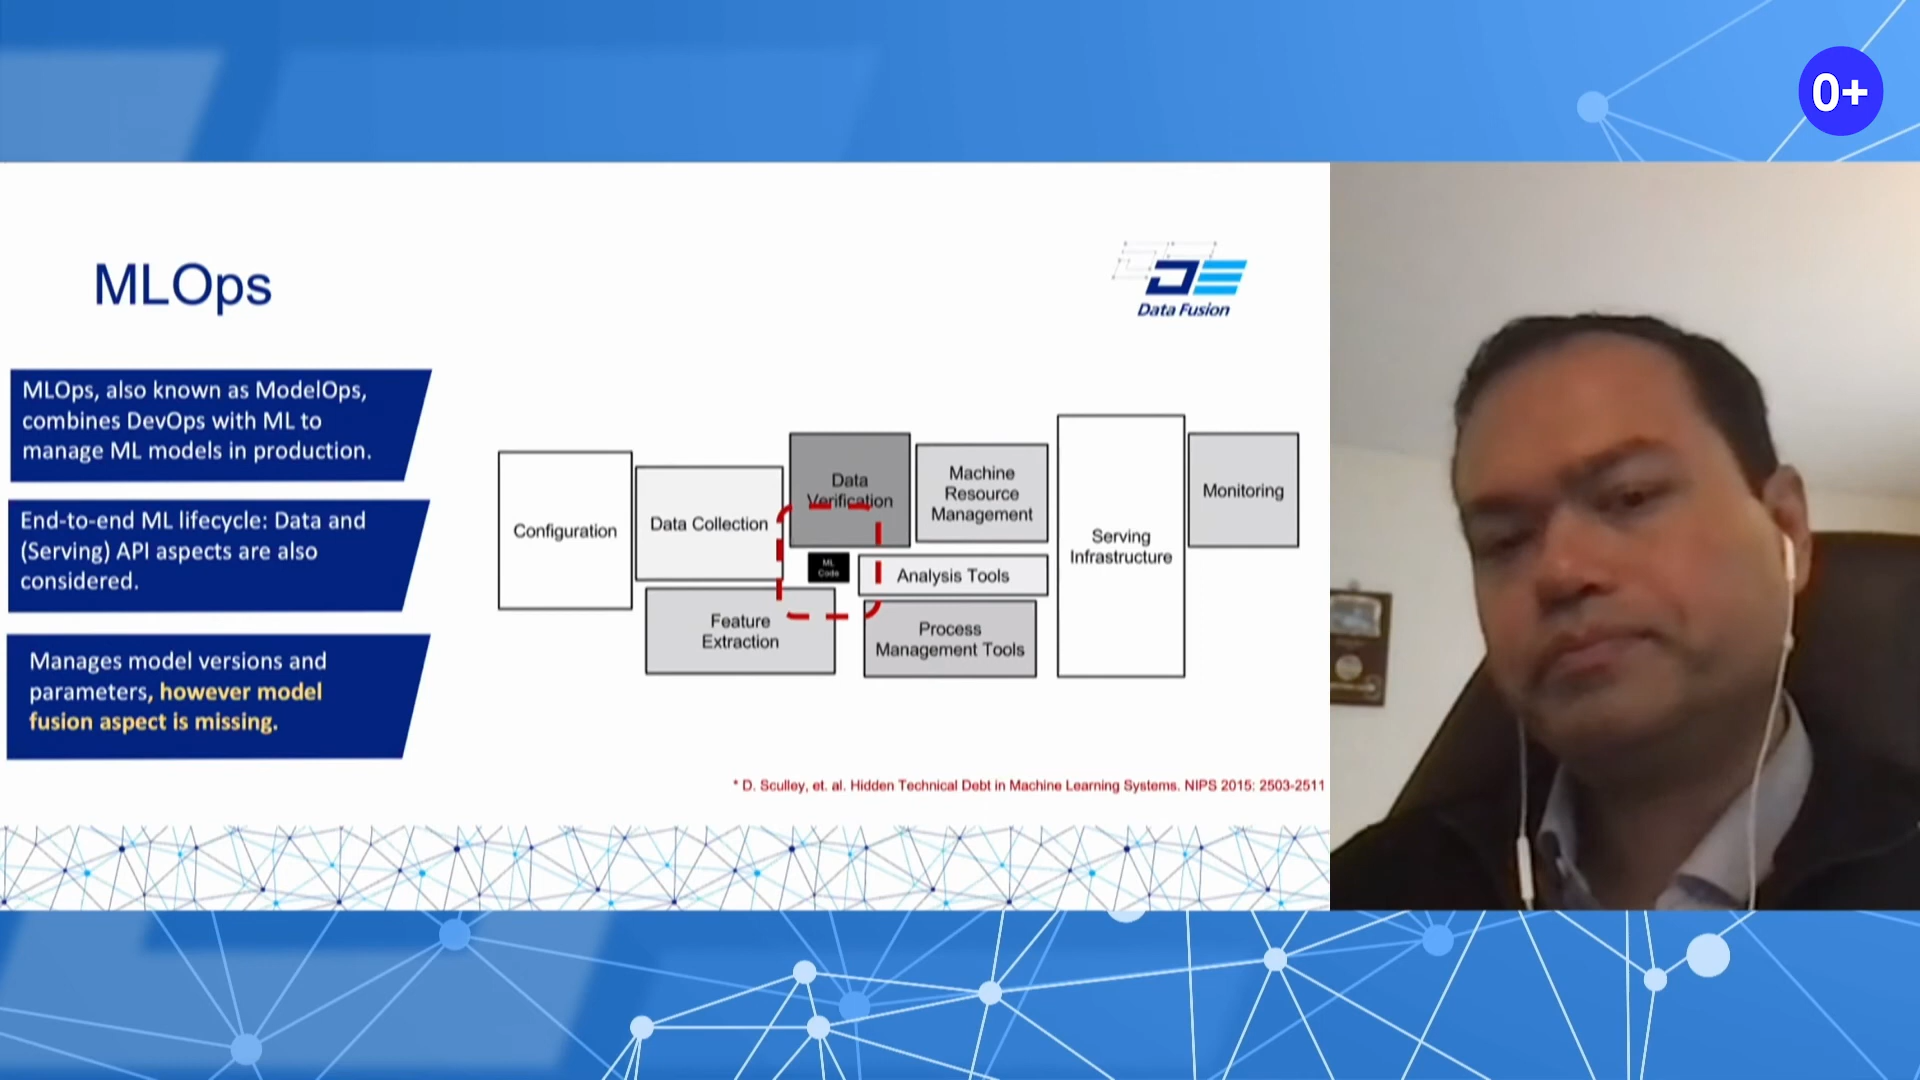 0+
MLOps
Data Fusion
MLOps, also known as ModelOps,
combines DevOps with ML to
manage ML models in production.
End-to-end ML lifecycle: Data and
(Serving) API aspects are also
considered.
Manages model versions and
parameters, however model
fusion aspect is missing.
Configuration
Data Collection
Data
Verification
Machine
Resource
Management
ML
Code
Analysis Tools
Feature
Extraction
Process
Management Tools
Serving
Infrastructure
Monitoring
* D. Sculley, et. al. Hidden Technical Debt in Machine Learning Systems. NIPS 2015: 2503-2511